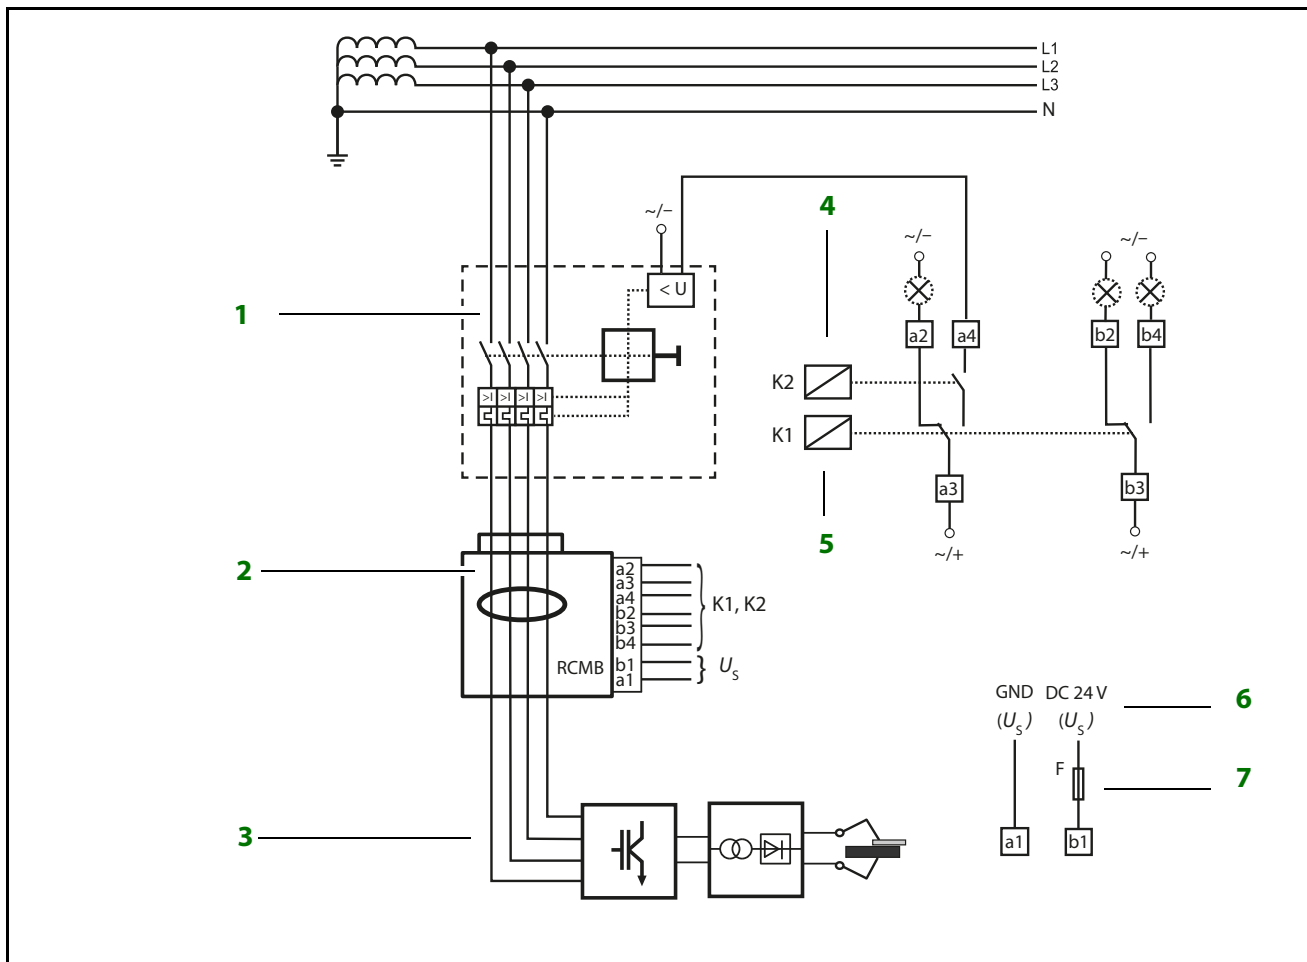 L1
L2
L3
N
4
~/−
~/−
~/−
< U
1
a2
a4
b2
b4
K2
>I >I >I >I
K1
a3
b3
5
~/+
~/+
2
a2
a3
a4
b2
b3
b4
K1, K2
RCMB
b1
a1
US
GND
(US)
DC 24 V
(US)
6
F
7
3
a1
b1